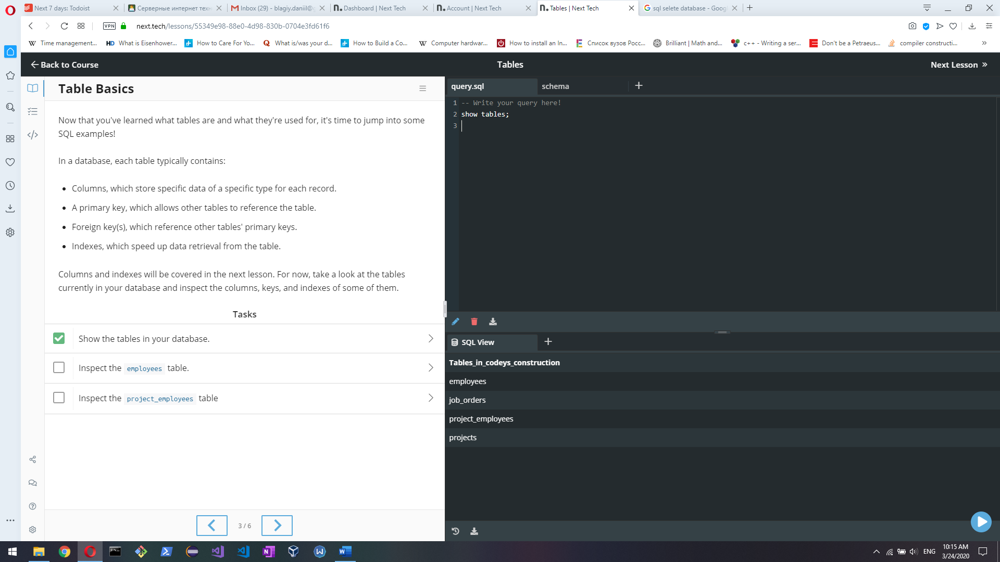 Next 7 days: Todoist
Серверные интернет техн
Inbox (29) - blagiy.daniil@g
Dashboard | Next Tech
Account | Next Tech
Tables | Next Tech
sql selete database - Goog
VPN
next.tech/lessons/55349e98-88e0-4d98-830b-0704e3fd61f6
Time management...
What is Eisenhower...
How to Care For Yo...
What is/was your d...
How to Build a Co...
Computer hardwar...
How to install an In...
Список вузов Росс...
Brilliant | Math and...
c++ - Writing a ser...
Don't be a Petraeus...
compiler constructi...
Back to Course
Tables
Next Lesson
Table Basics
Now that you've learned what tables are and what they're used for, it's time to jump into some
SQL examples!
In a database, each table typically contains:
Columns, which store specific data of a specific type for each record.
A primary key, which allows other tables to reference the table.
Foreign key(s), which reference other tables' primary keys.
Indexes, which speed up data retrieval from the table.
Columns and indexes will be covered in the next lesson. For now, take a look at the tables
currently in your database and inspect the columns, keys, and indexes of some of them.
Tasks
Show the tables in your database.
Inspect the employees table.
Inspect the project_employees table
3 / 6
query.sql
schema
1 -- Write your query here!
2 show tables;
3
SQL View
Tables_in_codeys_construction
employees
job_orders
project_employees
projects
ENG
10:15 AM
3/24/2020